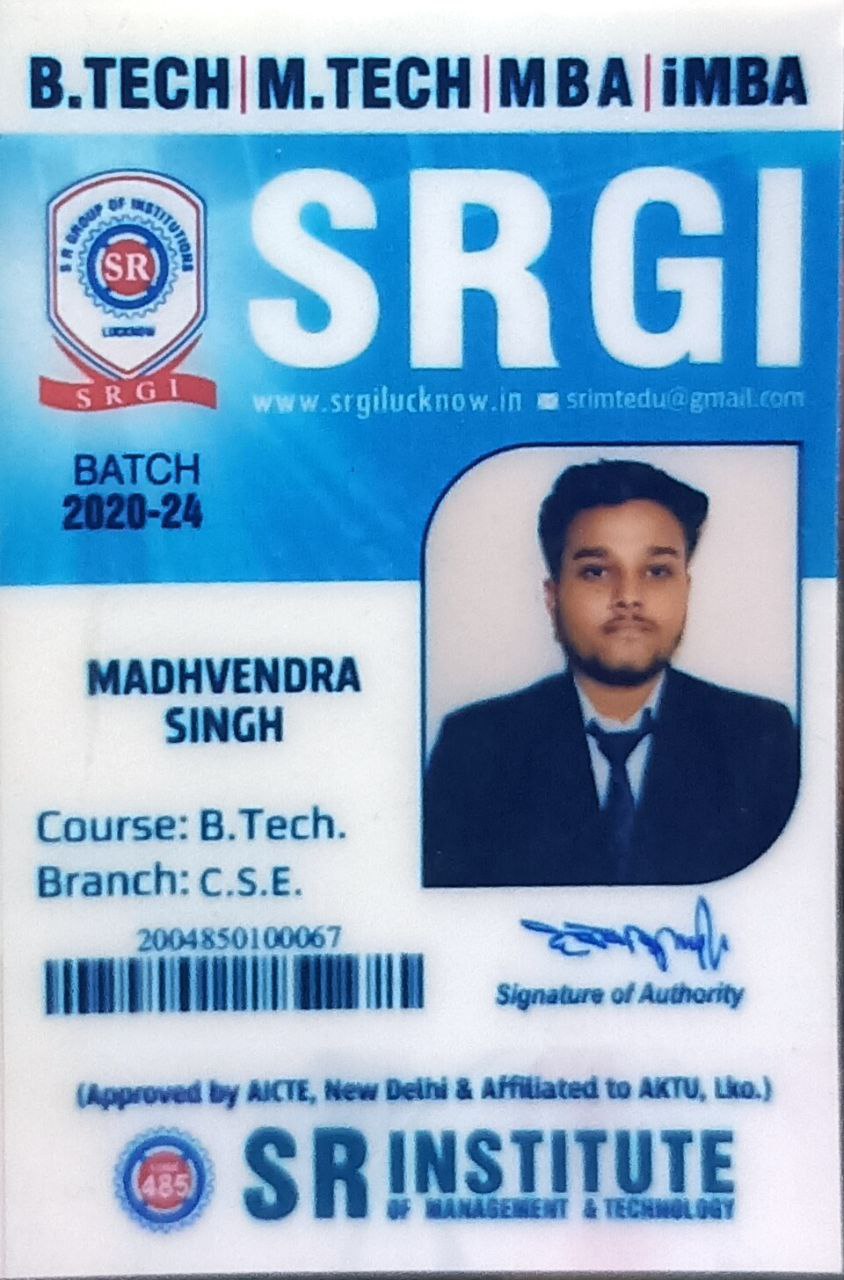 B.TECH|M.TECH|MBA|iMBA
S R GROUP OF INSTITUTIONS
SR
LUCKNOW
SRGI
SRGI
www.srgilucknow.in srimtedu@gmail.com
BATCH
2020-24
MADHVENDRA
SINGH
Course: B.Tech.
Branch: C.S.E.
2004850100067
Signature of Authority
(Approved by AICTE, New Delhi & Affiliated to AKTU, Lko.)
485
SR INSTITUTE
OF MANAGEMENT & TECHNOLOGY